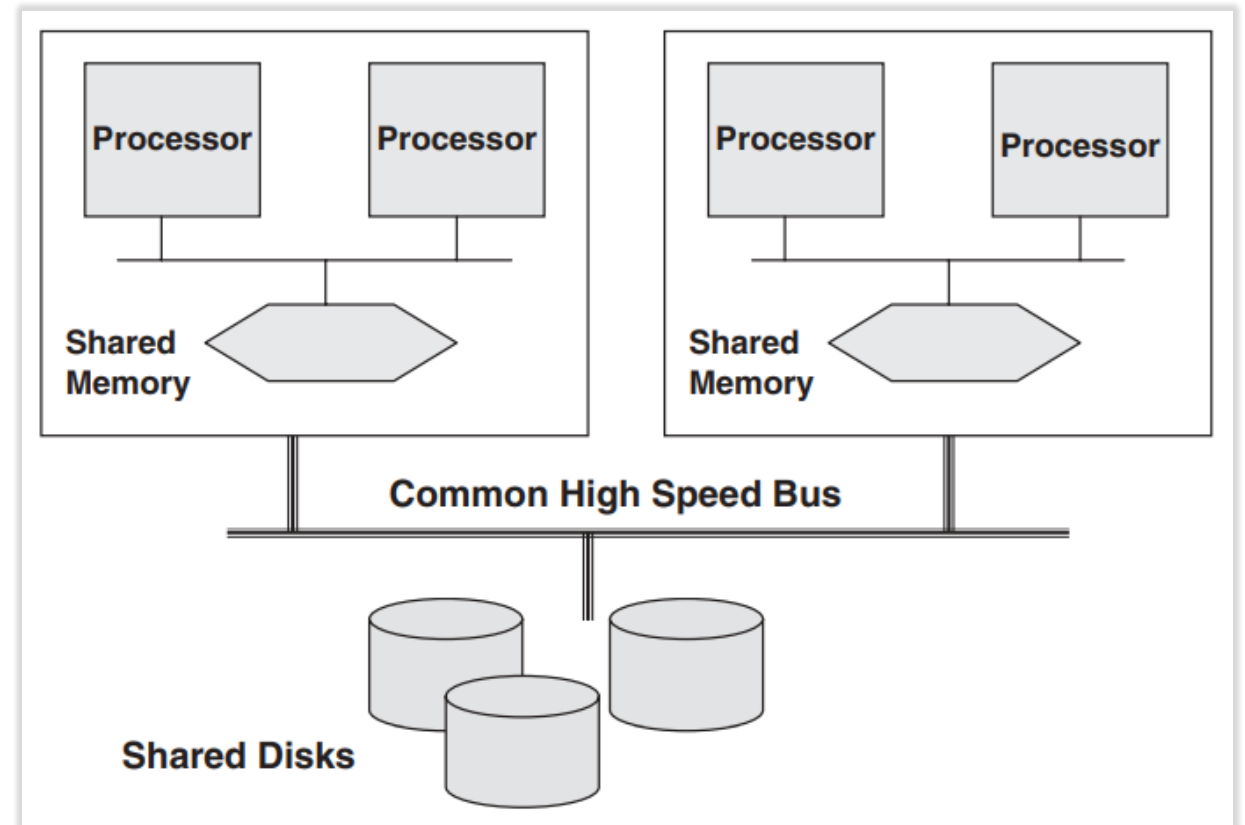 Processor
Processor
Processor
Processor
Shared
Memory
Shared
Memory
Common High Speed Bus
Shared Disks